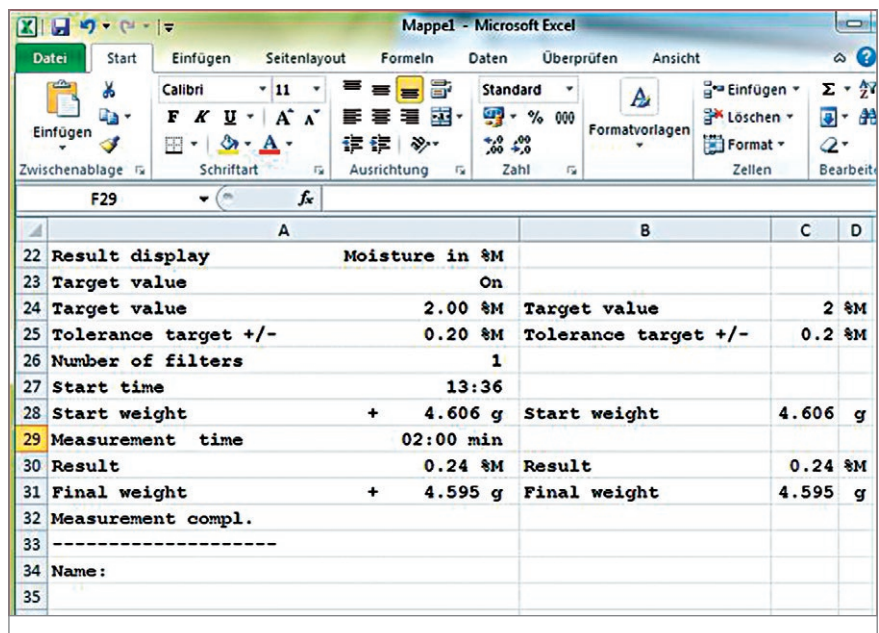 Mappe1 - Microsoft Excel
Datei Start Einfügen Seitenlayout Formeln Daten Überprüfen Ansicht
Calibri 11 Standard Einfügen Σ
Einfügen F K U A A % 000 Formatvorlagen Löschen
Format
Zwischenablage Schriftart Ausrichtung Zahl Zellen Bearbeite
F29 fx
A B C D
22 Result display Moisture in %M
23 Target value On
24 Target value 2.00 %M Target value 2 %M
25 Tolerance target +/- 0.20 %M Tolerance target +/- 0.2 %M
26 Number of filters 1
27 Start time 13:36
28 Start weight + 4.606 g Start weight 4.606 g
29 Measurement time 02:00 min
30 Result 0.24 %M Result 0.24 %M
31 Final weight + 4.595 g Final weight 4.595 g
32 Measurement compl.
33 --------------------
34 Name:
35